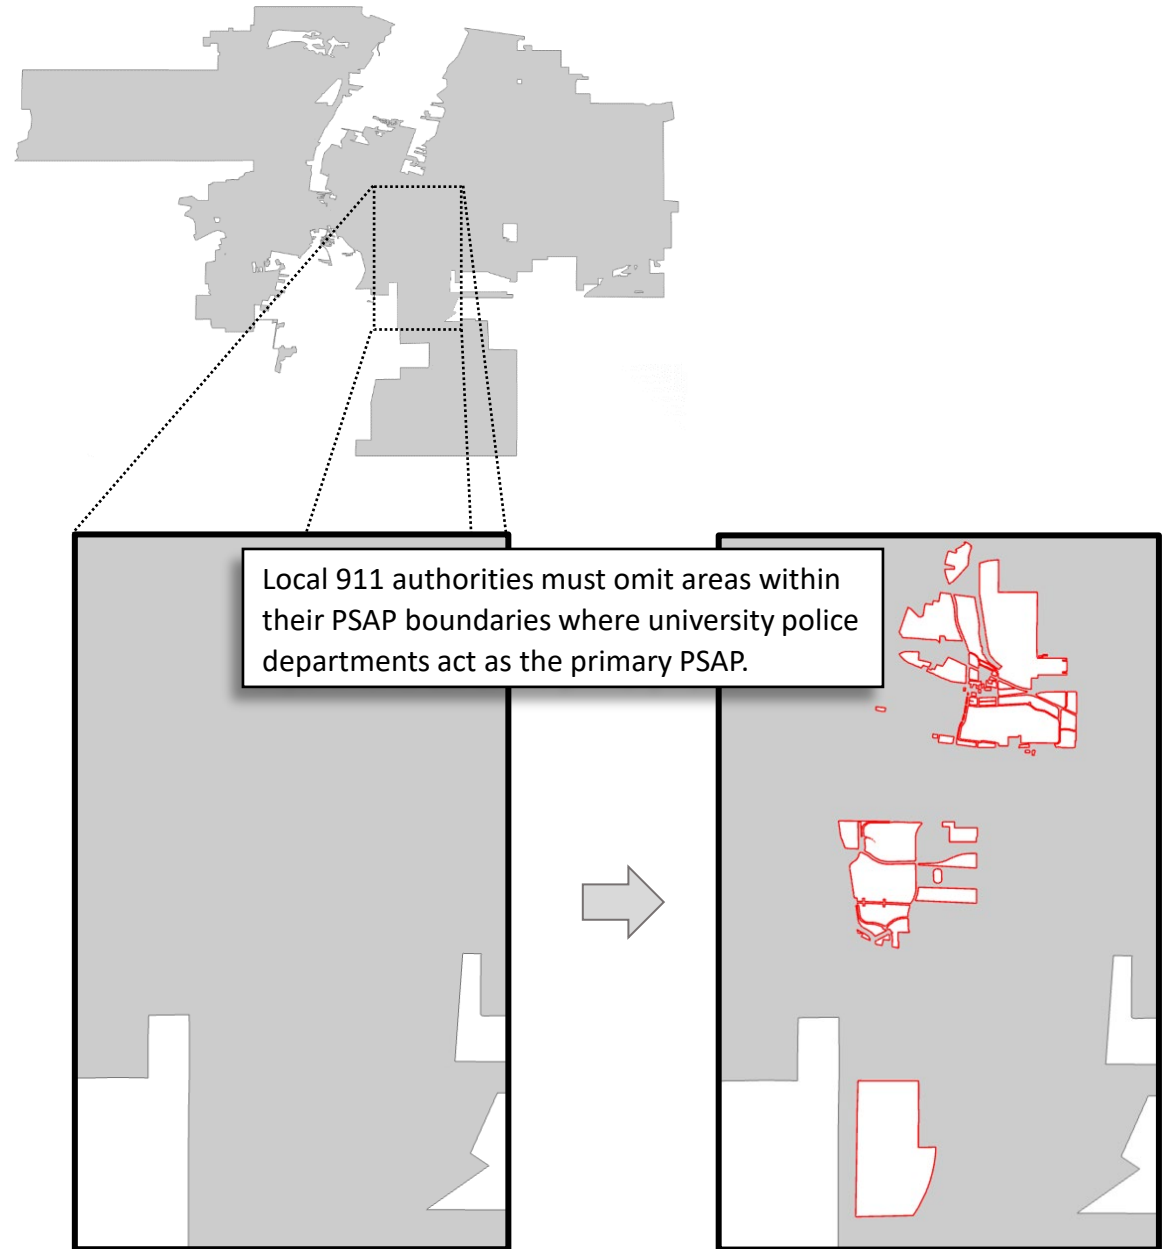 Local 911 authorities must omit areas within
their PSAP boundaries where university police
departments act as the primary PSAP.